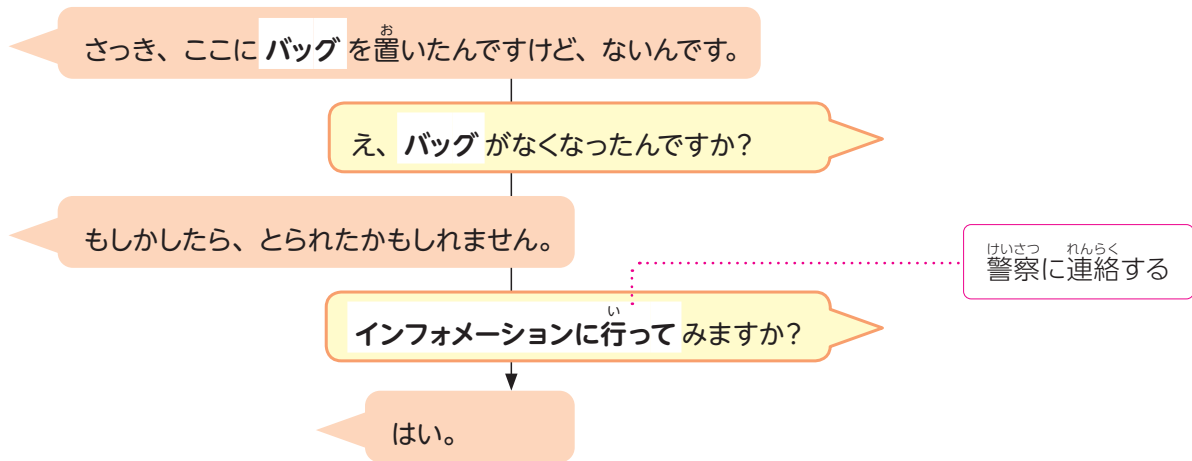 さっき、ここに バッグ を置いたんですけど、ないんです。
お
え、 バッグ がなくなったんですか？
もしかしたら、とられたかもしれません。
けいさつ れんらく
警察に連絡する
い
インフォメーションに行って みますか？
はい。